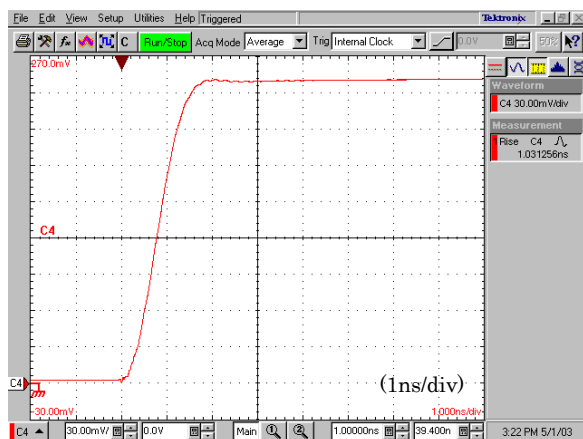 File Edit View Setup Utilities Help Triggered Tektronix
C Run/Stop Acq Mode Average Trig Internal Clock 0.0V 50%
270.0mV
Waveform
C4 30.00mV/div
Measurement
Rise C4
1.031256ns
C4
C4
(1ns/div)
-30.00mV 1.000ns/div
C4 30.00mV/ 0.0V Main 1 2 1.00000ns 39.400n 3:22 PM 5/1/03